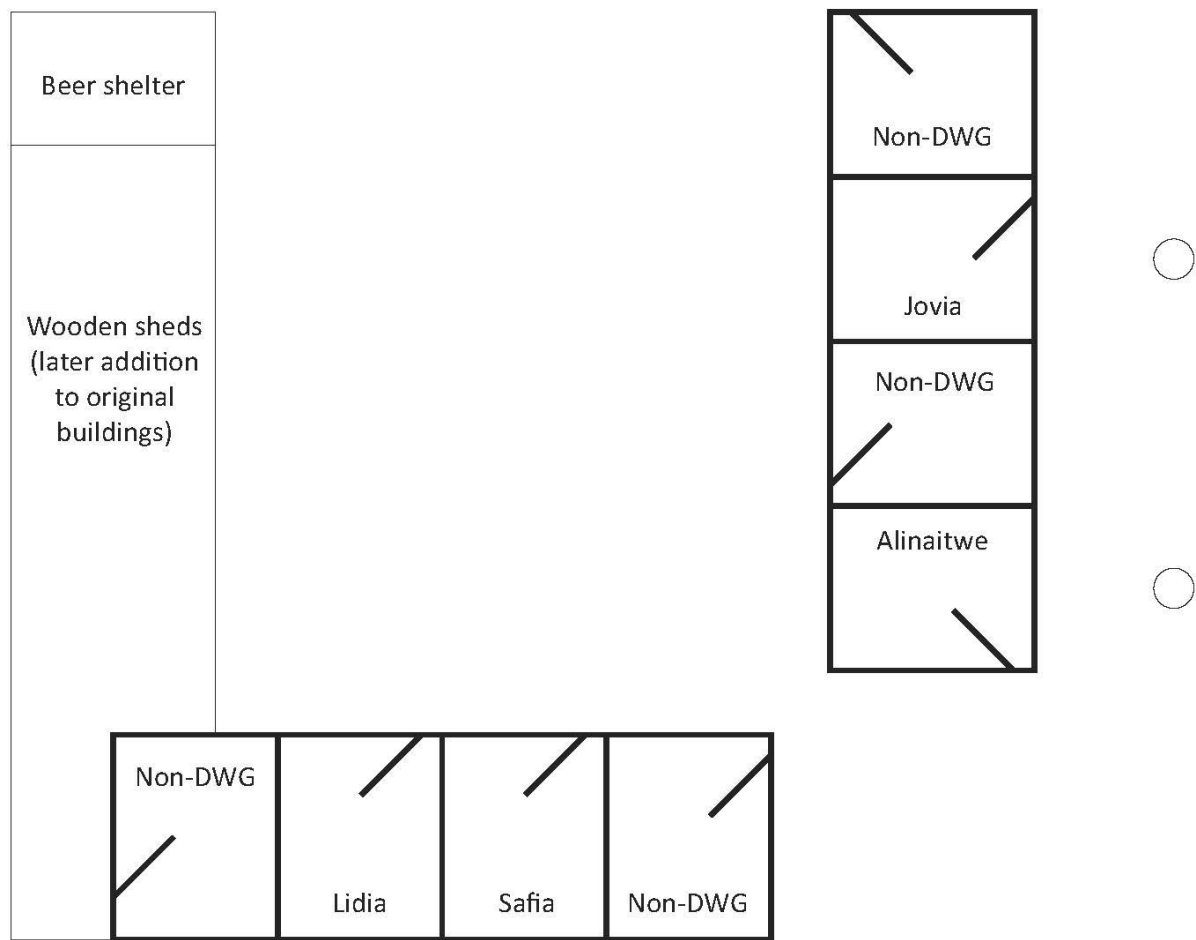 Beer shelter
Wooden sheds
(later addition
to original
buildings)
Non-DWG
Jovia
Non-DWG
Alinaitwe
Non-DWG
Lidia
Safia
Non-DWG